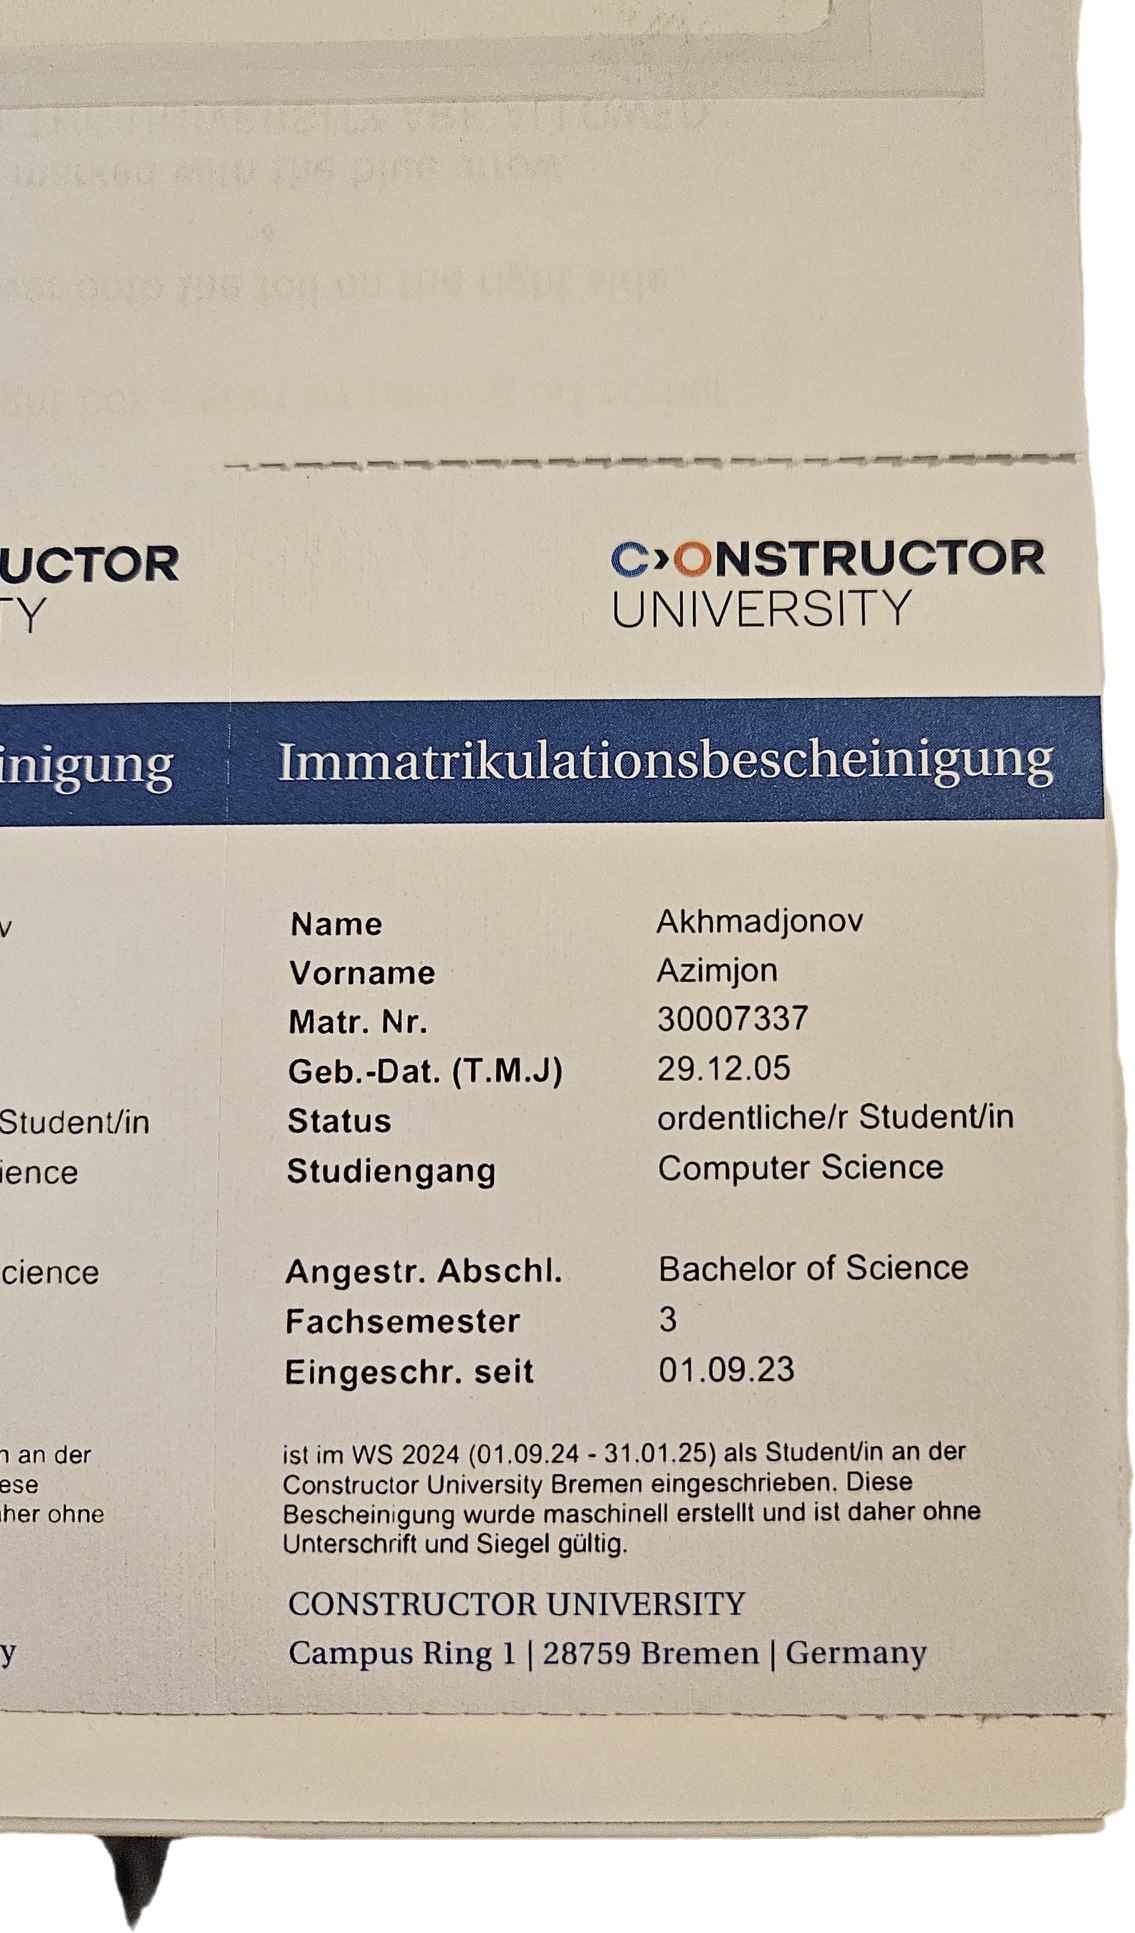 UCTOR
TY
inigung
v
Student/in
ience
cience
n an der
ese
aher ohne
y
CONSTRUCTOR
UNIVERSITY
Immatrikulationsbescheinigung
Name Akhmadjonov
Vorname Azimjon
Matr. Nr. 30007337
Geb.-Dat. (T.M.J) 29.12.05
Status ordentliche/r Student/in
Studiengang Computer Science
Angestr. Abschl. Bachelor of Science
Fachsemester 3
Eingeschr. seit 01.09.23
ist im WS 2024 (01.09.24 - 31.01.25) als Student/in an der
Constructor University Bremen eingeschrieben. Diese
Bescheinigung wurde maschinell erstellt und ist daher ohne
Unterschrift und Siegel gültig.
CONSTRUCTOR UNIVERSITY
Campus Ring 1 | 28759 Bremen | Germany